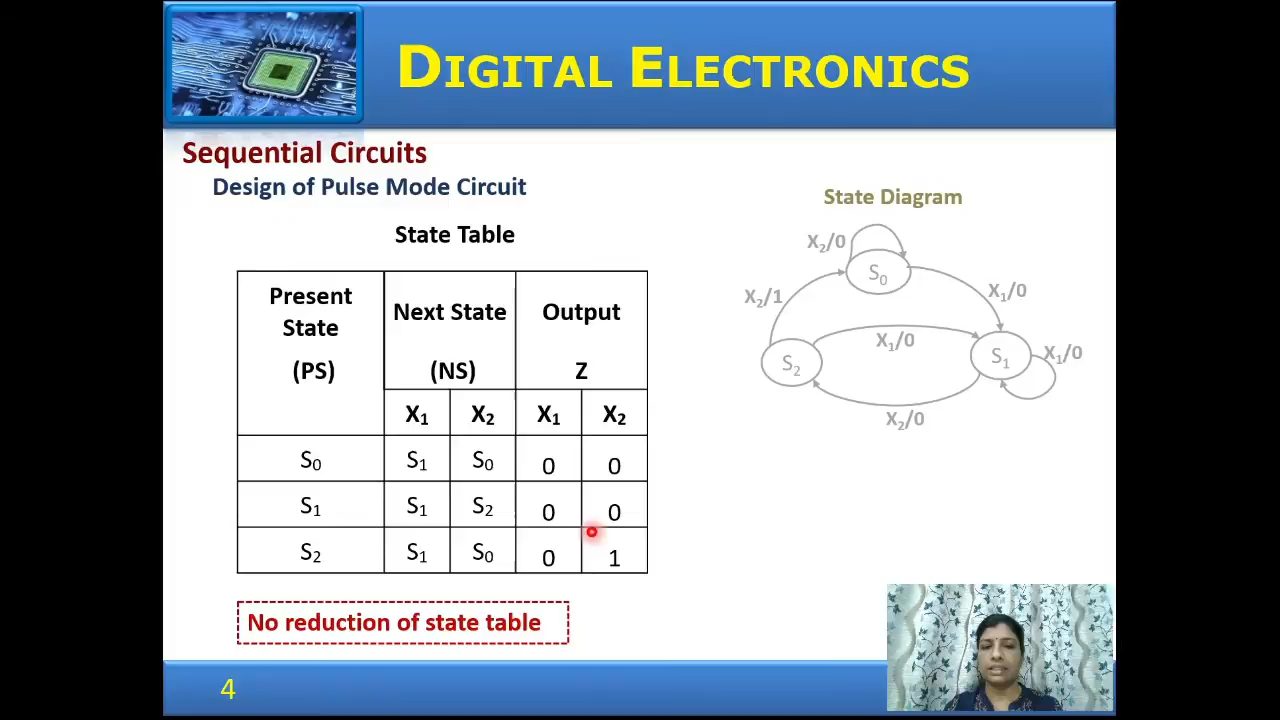 DIGITAL ELECTRONICS
Sequential Circuits
Design of Pulse Mode Circuit
State Table
Present State (PS) Next State (NS) Output Z
X₁ X₂ X₁ X₂
S₀ S₁ S₀ 0 0
S₁ S₁ S₂ 0 0
S₂ S₁ S₀ 0 1
No reduction of state table
State Diagram
X₂/0
S₀
X₂/1
X₁/0
X₁/0
S₂
S₁
X₁/0
X₂/0
4